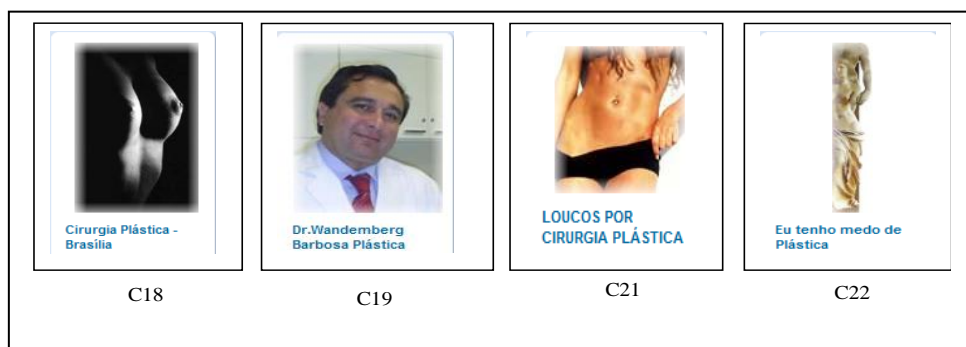 Cirurgia Plástica -
Brasília
C18
Dr.Wandemberg
Barbosa Plástica
C19
LOUCOS POR
CIRURGIA PLÁSTICA
C21
Eu tenho medo de
Plástica
C22